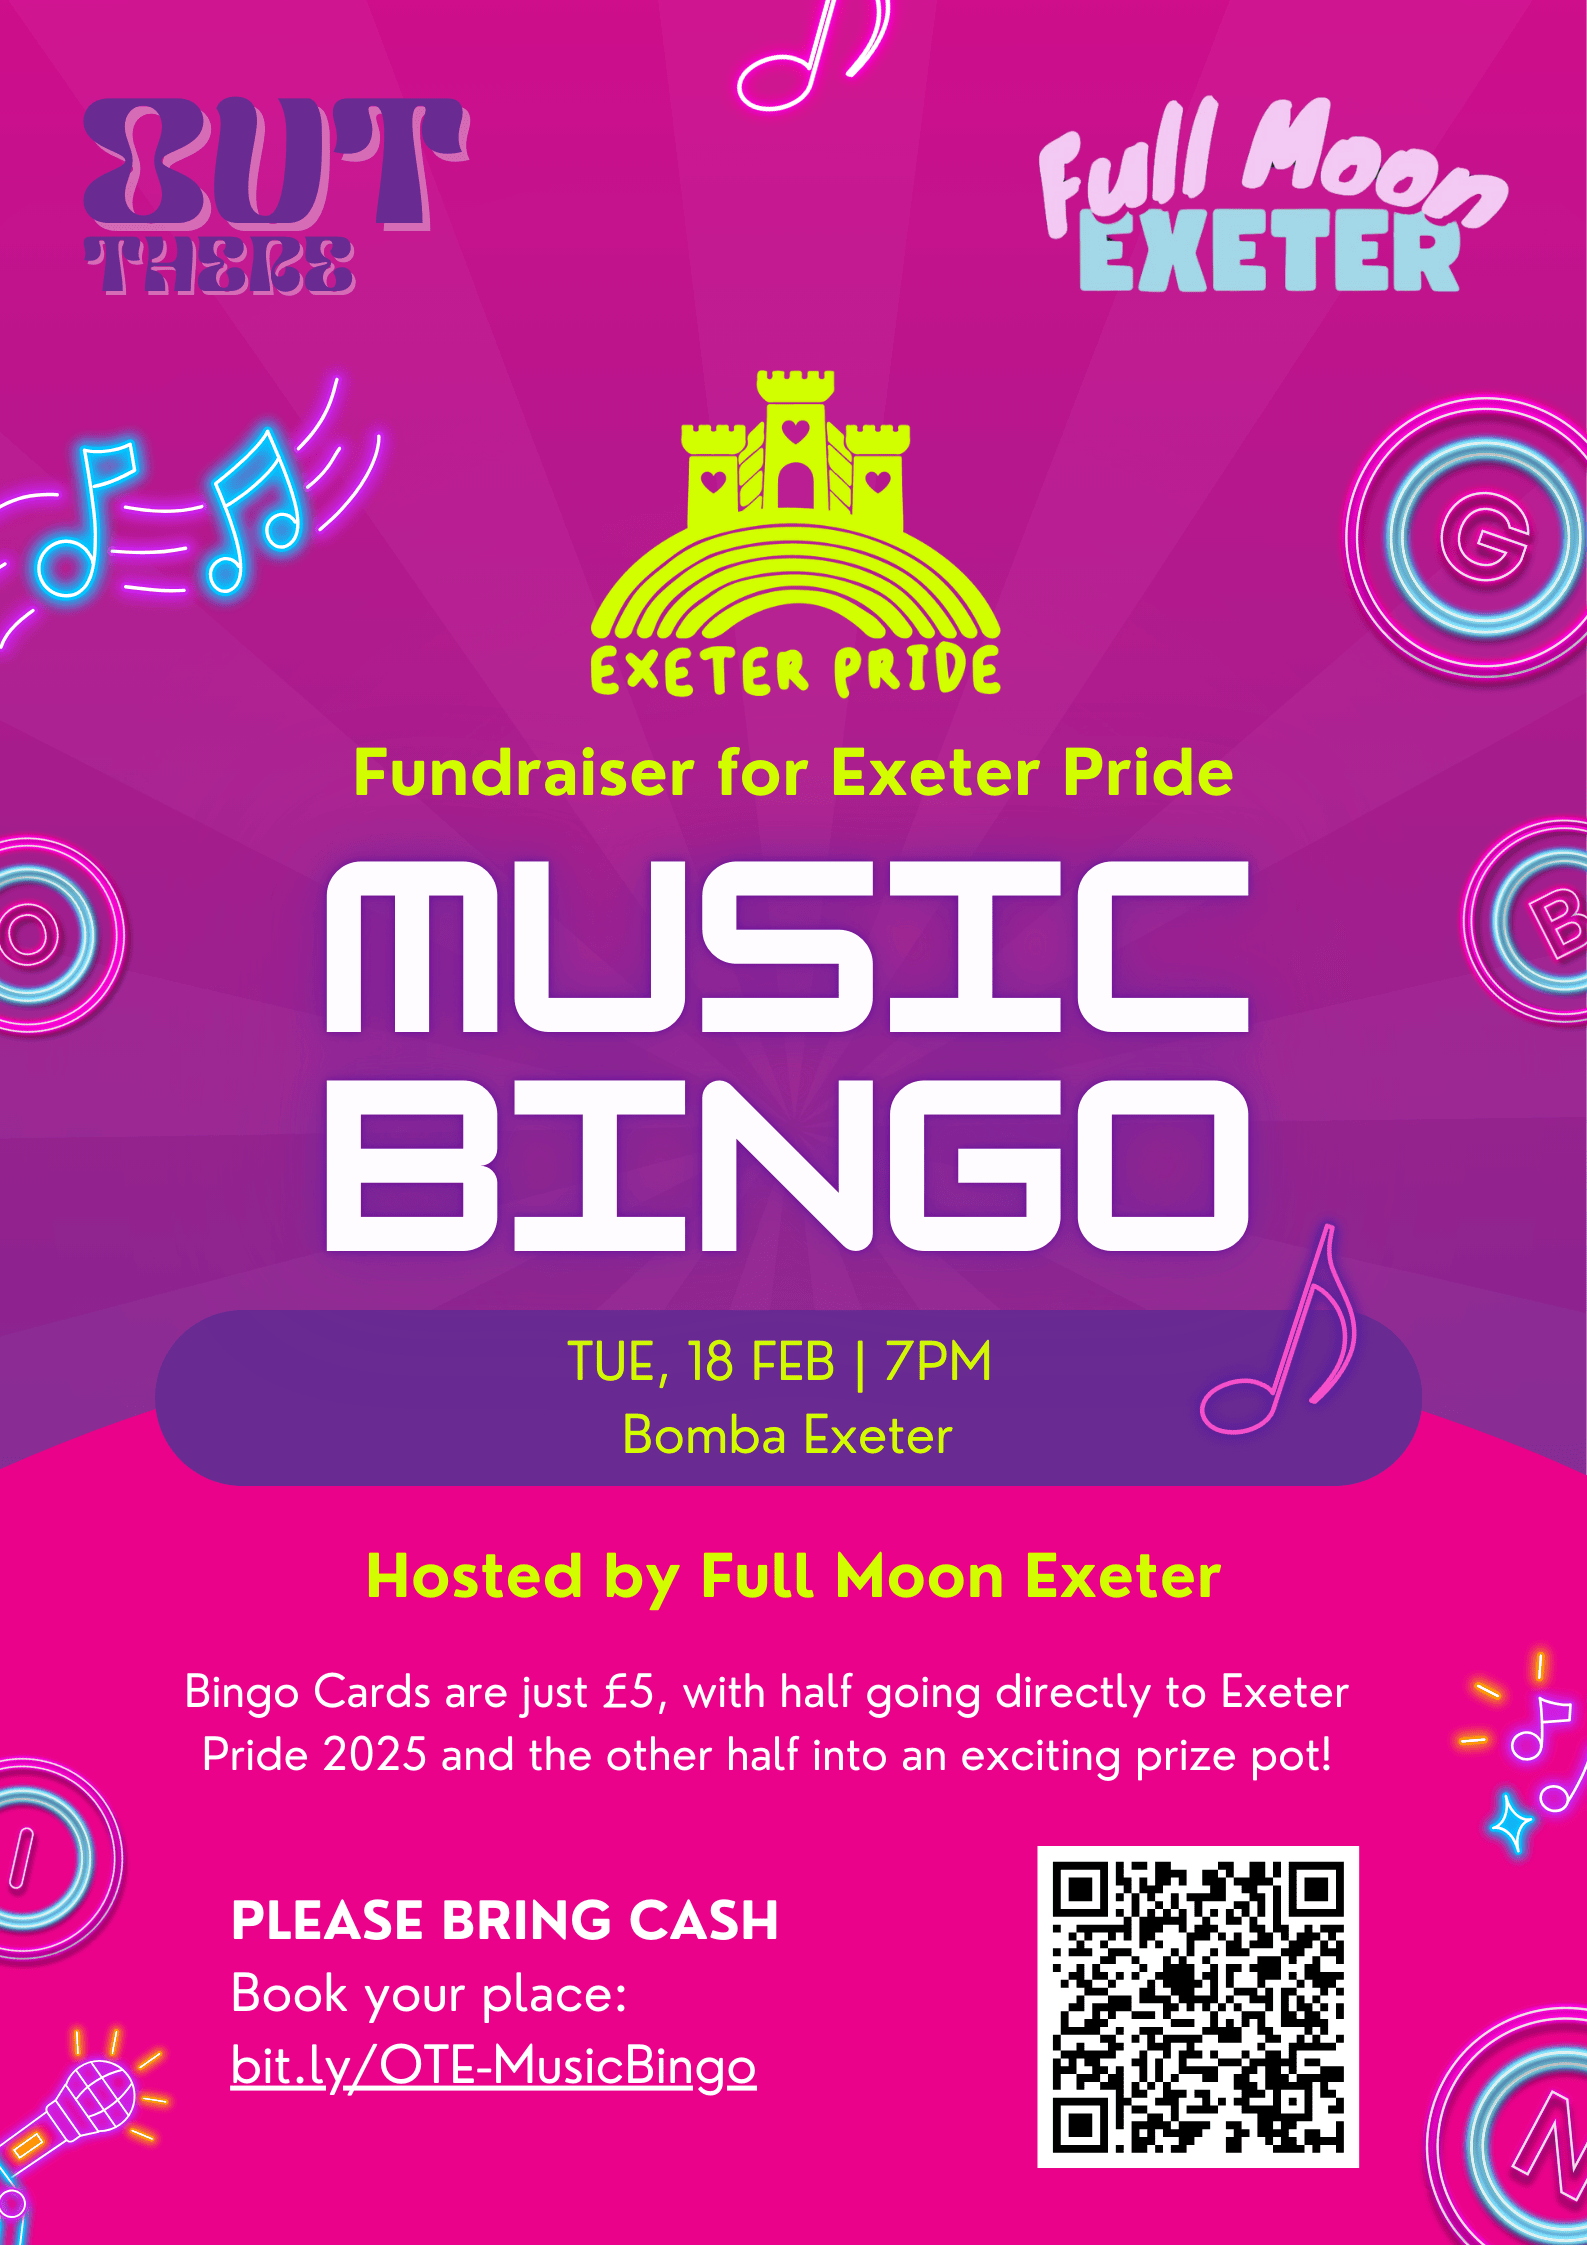 OUT
THERE
Full Moon
EXETER
G
EXETER PRIDE
Fundraiser for Exeter Pride
O
B
MUSIC
BINGO
TUE, 18 FEB | 7PM
Bomba Exeter
Hosted by Full Moon Exeter
Bingo Cards are just £5, with half going directly to Exeter
Pride 2025 and the other half into an exciting prize pot!
I
PLEASE BRING CASH
Book your place:
bit.ly/OTE-MusicBingo
N